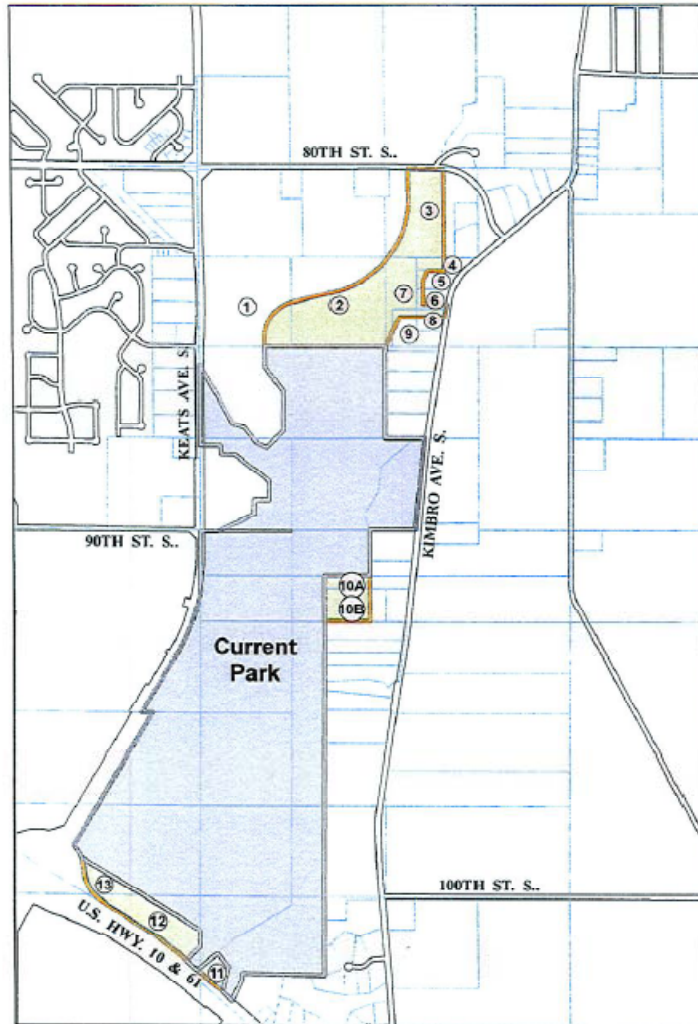 80TH ST. S..
3
4
5
1
2
7
6
8
9
KEATS AVE. S.
KIMBRO AVE. S.
90TH ST. S..
10A
10B
Current
Park
13
100TH ST. S..
12
U.S. HWY. 10 & 61
11